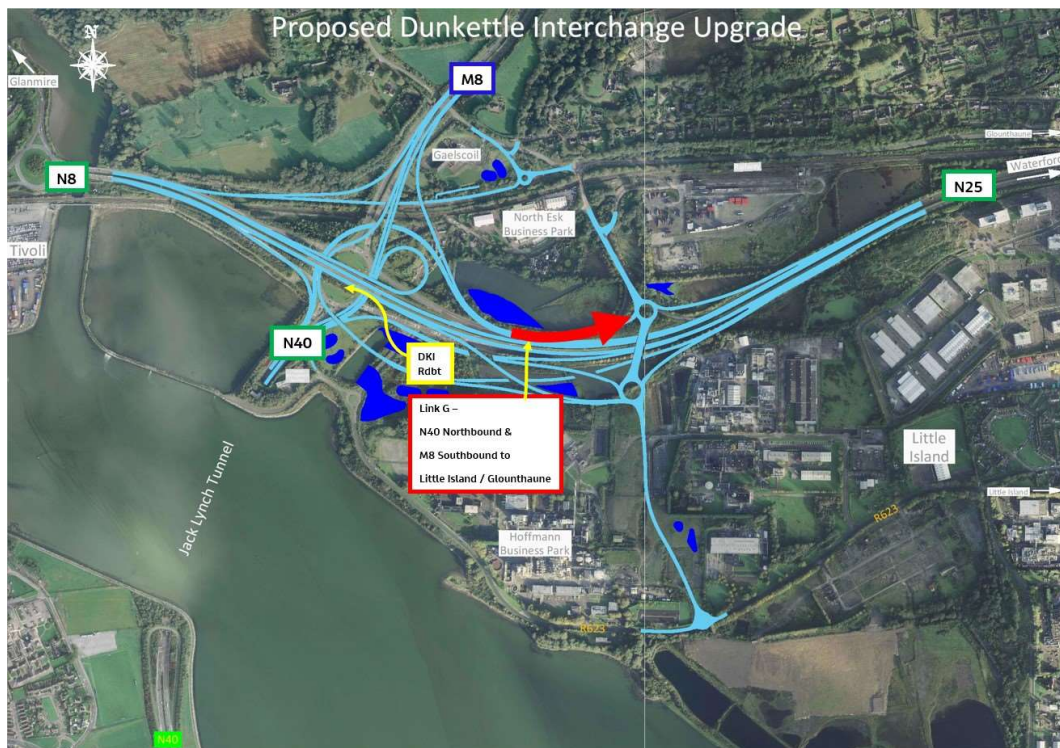 Proposed Dunkettle Interchange Upgrade
N
Glanmire
M8
Glounthaune
Gaelscoil
Waterford
N8
N25
North Esk
Business Park
Tivoli
N40
DKI
Rdbt
Link G –
N40 Northbound &
M8 Southbound to
Little Island / Glounthaune
Little
Island
Little Island
Jack Lynch Tunnel
R623
Hoffmann
Business Park
R623
N40